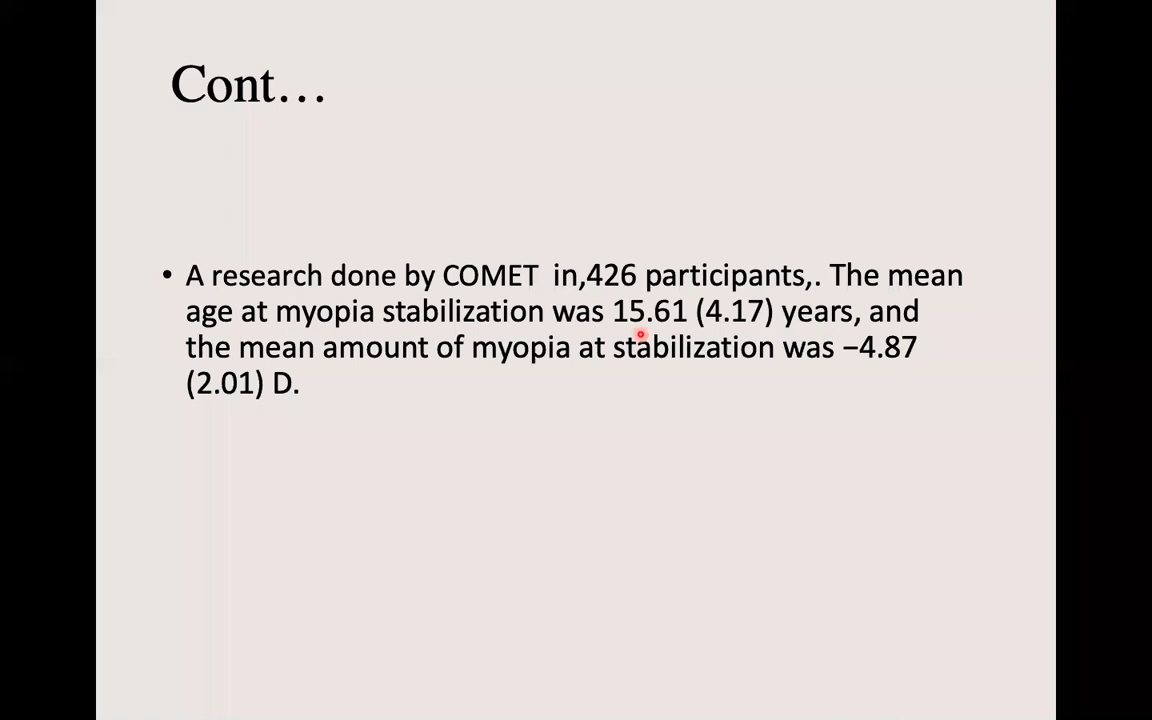 Cont...
• A research done by COMET  in,426 participants,. The mean
age at myopia stabilization was 15.61 (4.17) years, and
the mean amount of myopia at stabilization was −4.87
(2.01) D.